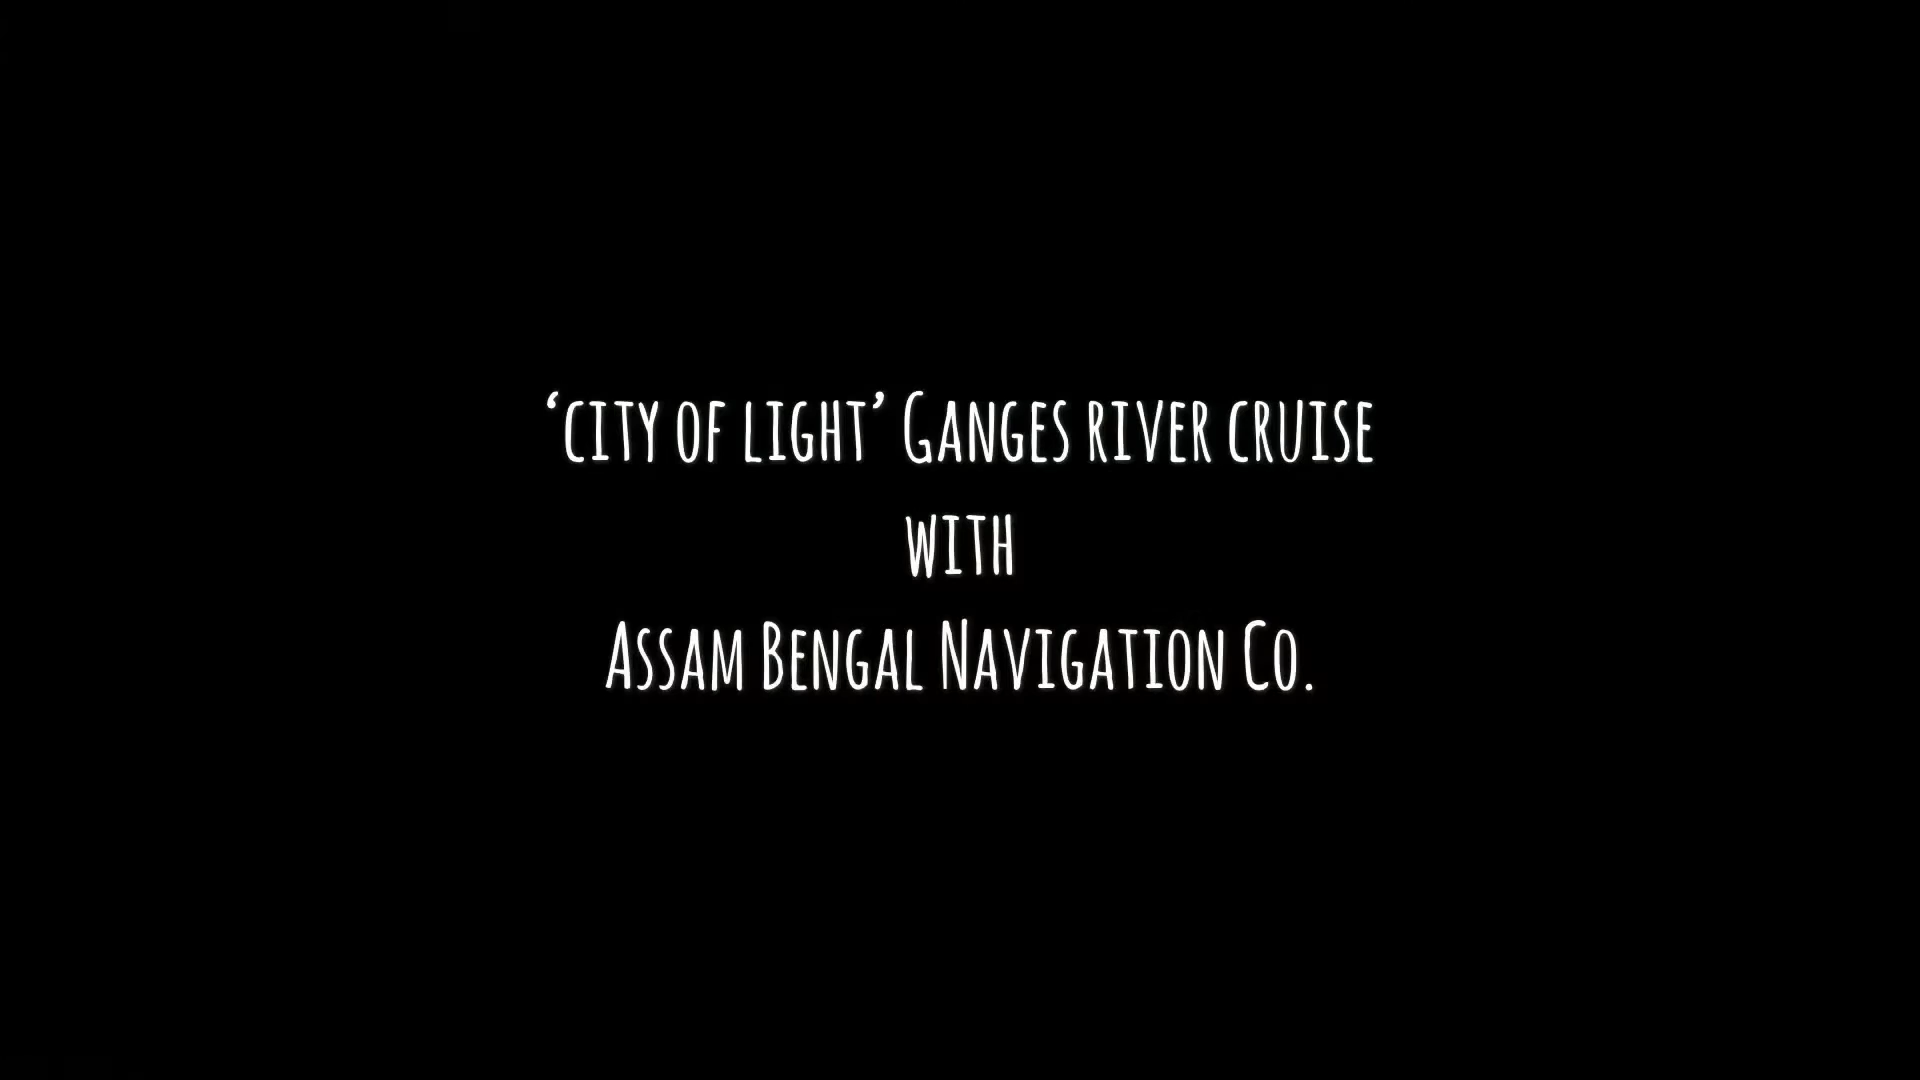 ‘city of light’ Ganges river cruise
with
Assam Bengal Navigation Co.